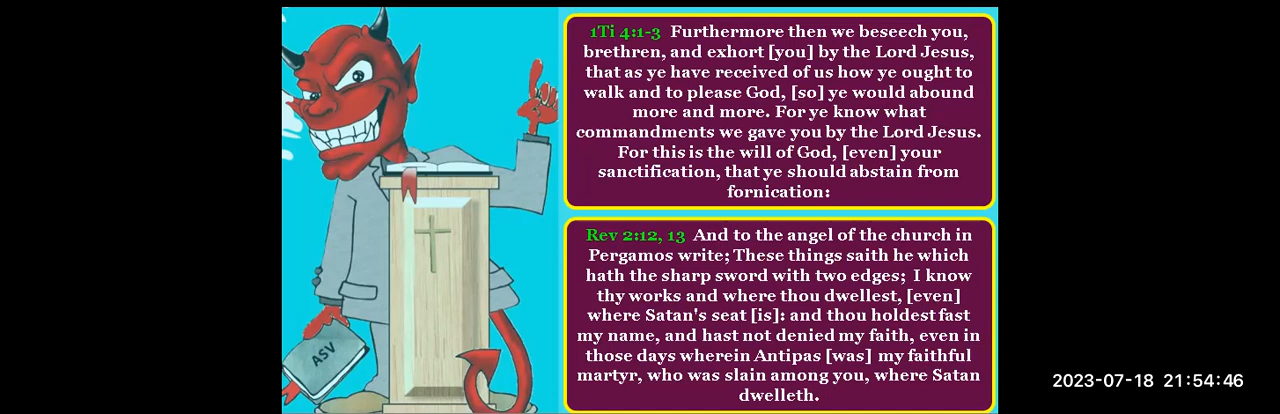 1Ti 4:1-3 Furthermore then we beseech you,
brethren, and exhort [you] by the Lord Jesus,
that as ye have received of us how ye ought to
walk and to please God, [so] ye would abound
more and more. For ye know what
commandments we gave you by the Lord Jesus.
For this is the will of God, [even] your
sanctification, that ye should abstain from
fornication:
Rev 2:12, 13 And to the angel of the church in
Pergamos write; These things saith he which
hath the sharp sword with two edges; I know
thy works and where thou dwellest, [even]
where Satan's seat [is]: and thou holdest fast
my name, and hast not denied my faith, even in
those days wherein Antipas [was] my faithful
martyr, who was slain among you, where Satan
dwelleth.
ASV
2023-07-18 21:54:46